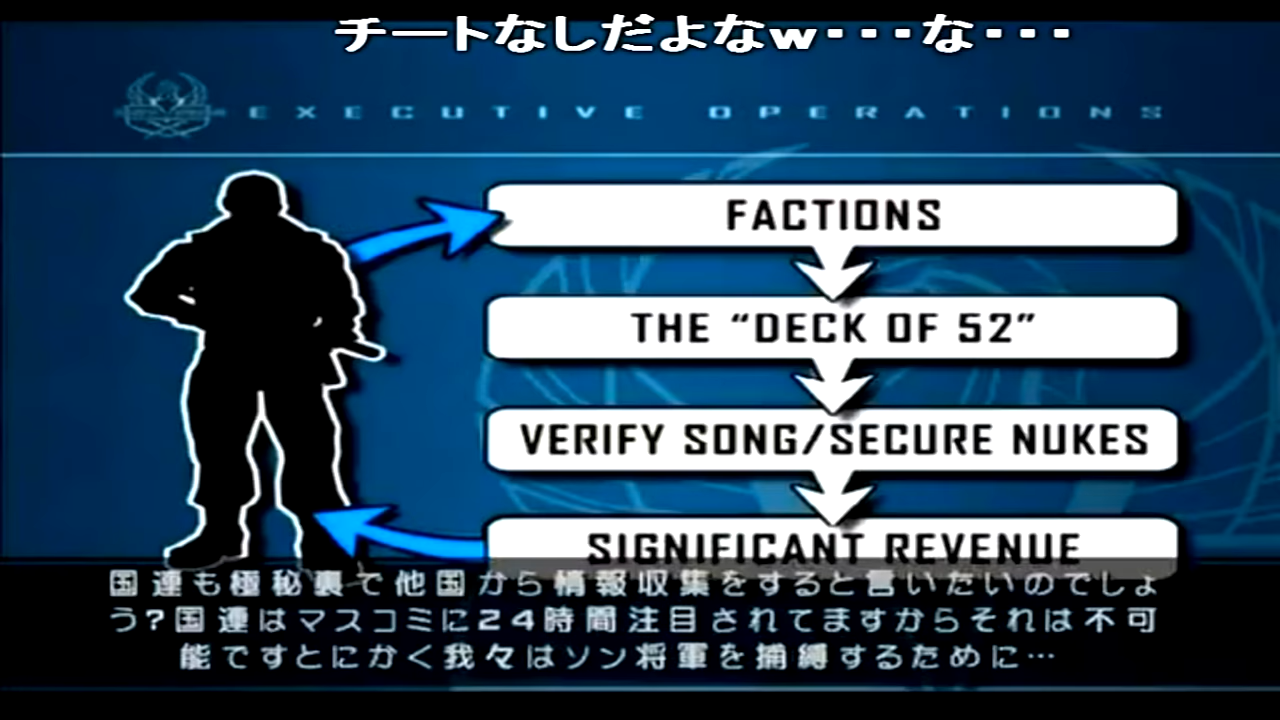 チートなしだよなw・・・な・・・
EXECUTIVE OPERATIONS
FACTIONS
THE “DECK OF 52”
VERIFY SONG/SECURE NUKES
SIGNIFICANT REVENUE
国連も極秘裏で他国から情報収集をすると言いたいのでしょ
う?国連はマスコミに24時間注目されてますからそれは不可
能ですとにかく我々はソン将軍を捕縛するために…